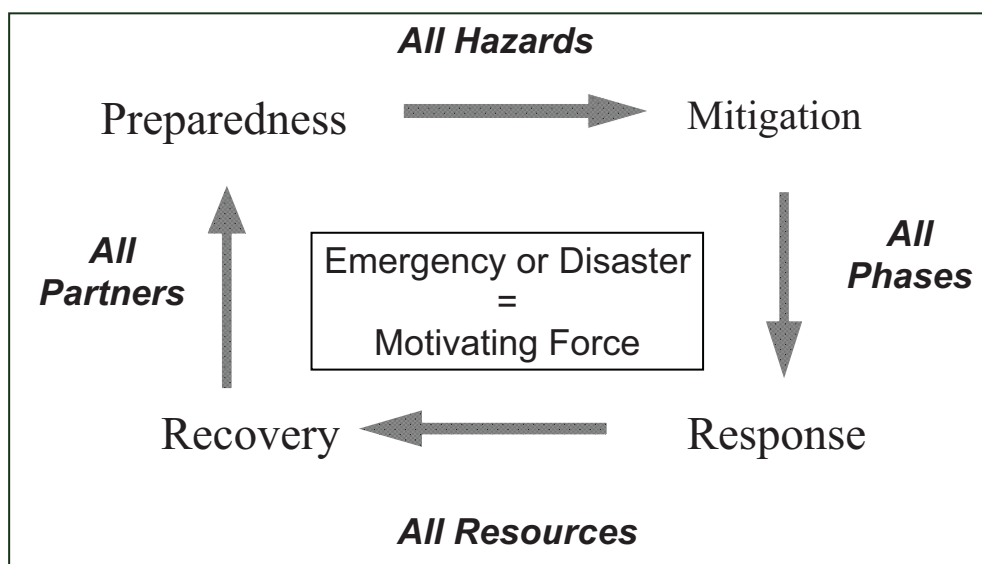 All Hazards
Preparedness
Mitigation
All
Partners
Emergency or Disaster
=
Motivating Force
All
Phases
Recovery
Response
All Resources